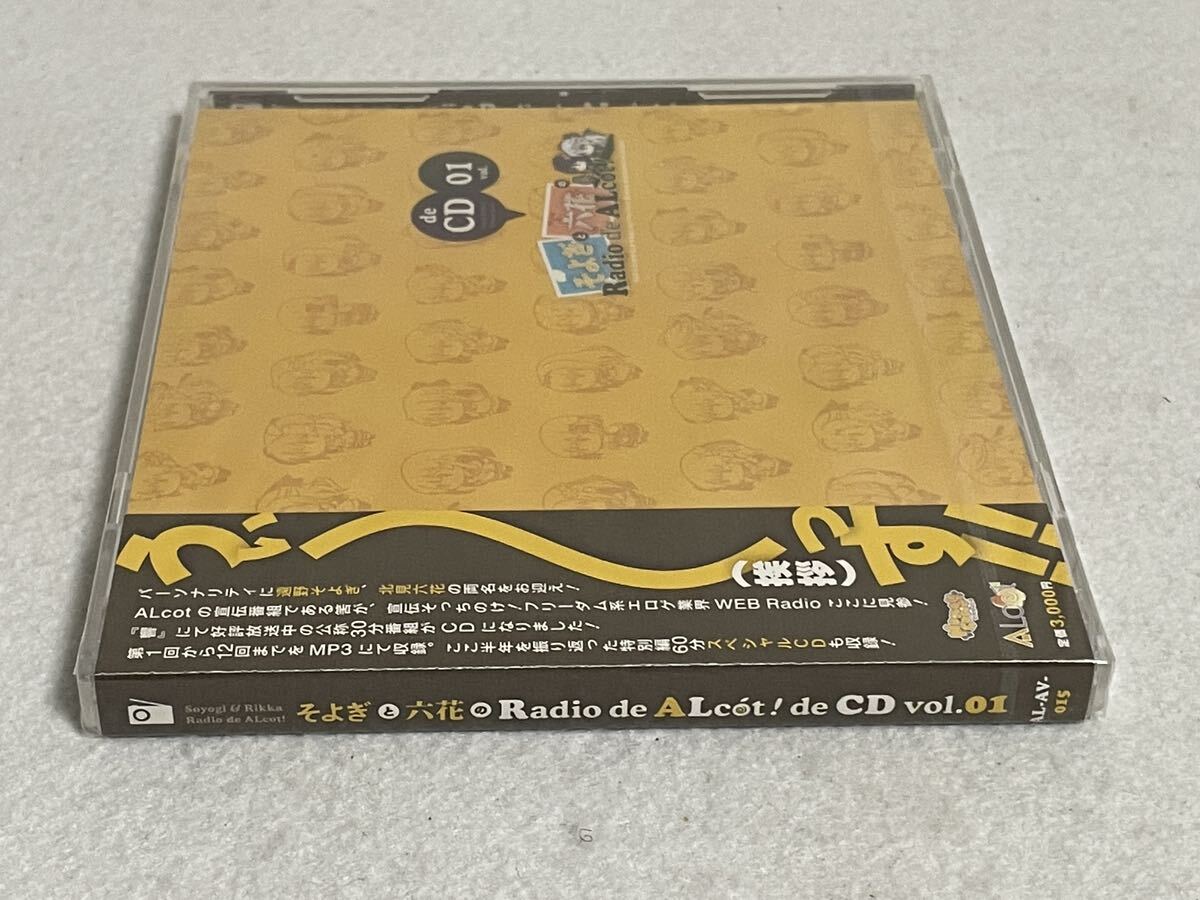 de
CD 01
vol.
そよぎと六花の
Radio de ALcot!
(挨拶)
パーソナリティに遠野そよぎ、北見六花の両名をお迎え!
ALcotの宣伝番組である筈が、宣伝そっちのけ!フリーダム系エロゲ業界WEB Radioここに見参!
『響』にて好評放送中の公称30分番組がCDになりました!
第1回から12回までをMP3にて収録。ここ半年を振り返った特別編60分スペシャルCDも収録!
ALcot
定価3,000円
Soyogi & Rikka
Radio de ALcot!
そよぎと六花のRadio de ALcot! de CD vol.01
AL-AV-
015